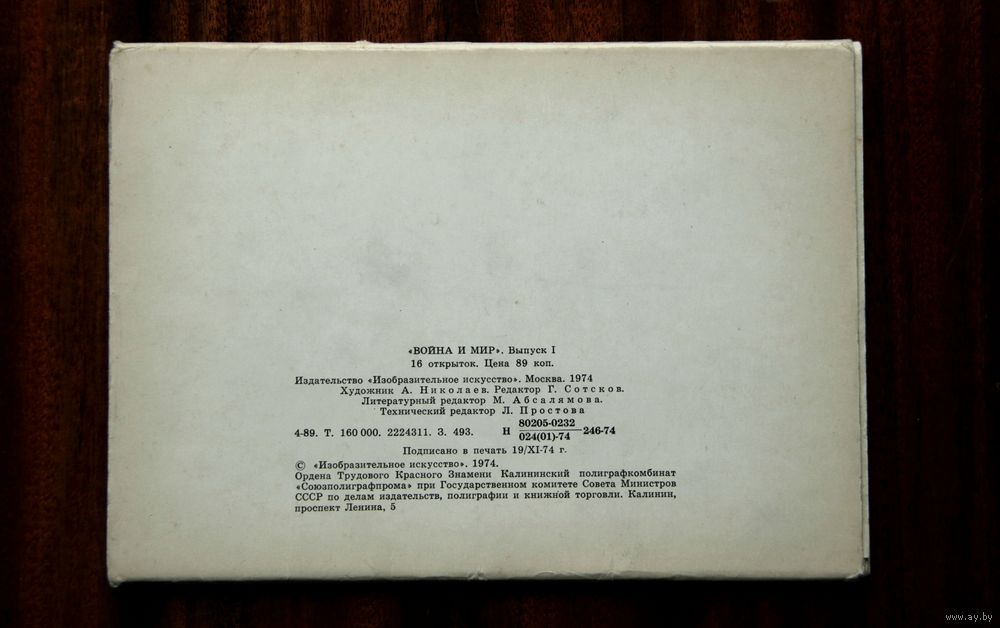 «ВОЙНА И МИР». Выпуск I
16 открыток. Цена 89 коп.
Издательство «Изобразительное искусство». Москва. 1974
Художник А. Николаев. Редактор Г. Сотсков.
Литературный редактор М. Абсалямова.
Технический редактор Л. Простова
4-89. Т. 160 000. 2224311. З. 493. Н 80205-0232/024(01)-74—246-74
Подписано в печать 19/XI-74 г.
© «Изобразительное искусство». 1974.
Ордена Трудового Красного Знамени Калининский полиграфкомбинат
«Союзполиграфпрома» при Государственном комитете Совета Министров
СССР по делам издательств, полиграфии и книжной торговли. Калинин,
проспект Ленина, 5
www.ay.by